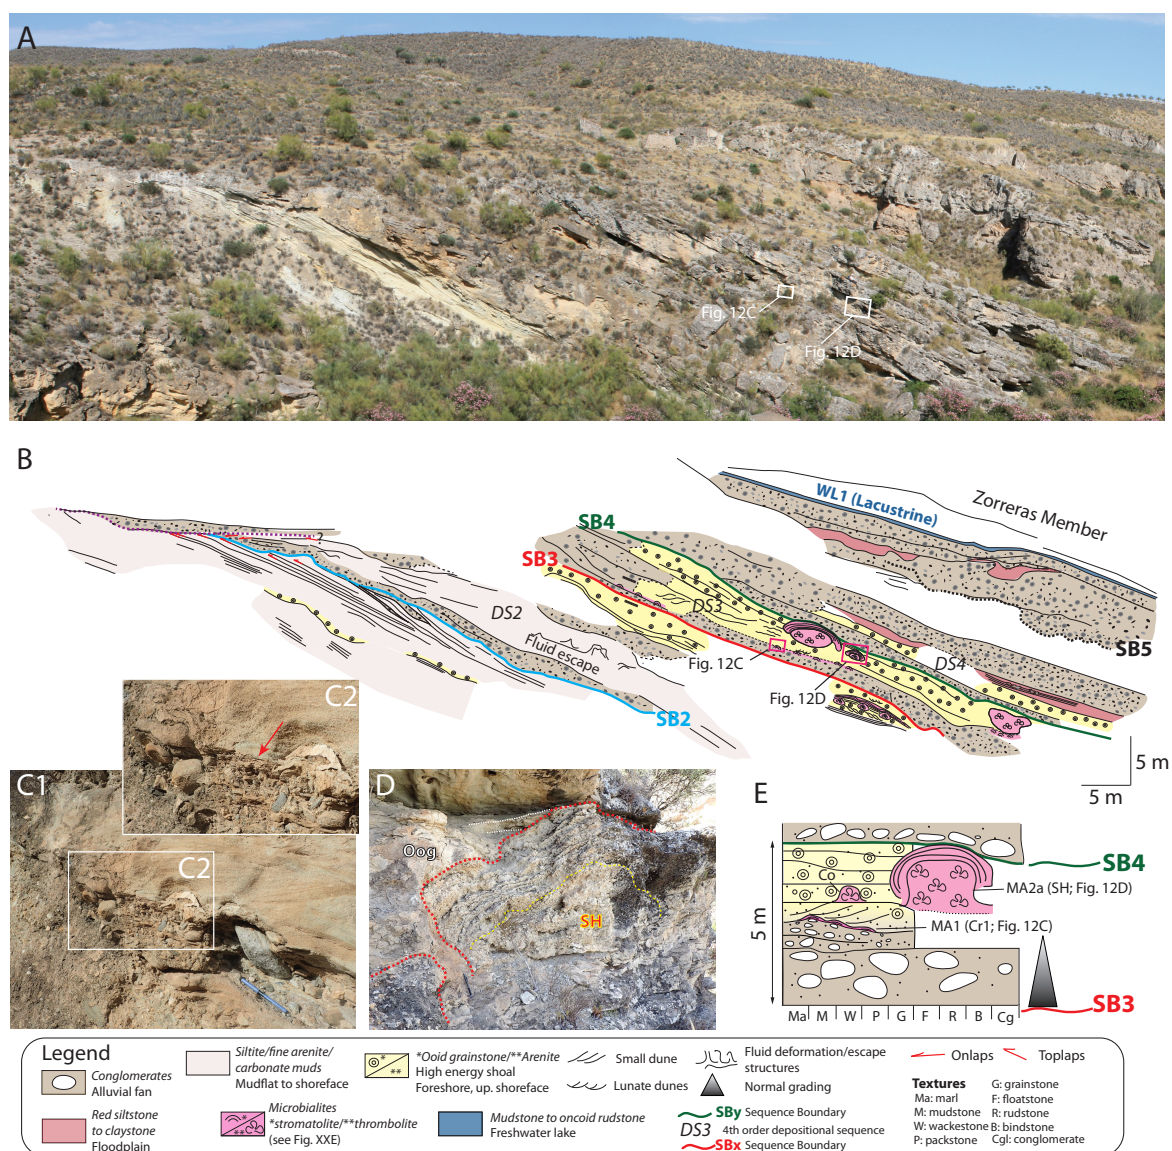 A
Fig. 12C
Fig. 12D
B
WL1 (Lacustrine)
Zorreras Member
SB4
SB3
?
DS2
DS3
Fluid escape
Fig. 12C
DS4
SB5
Fig. 12D
SB2
5 m
5 m
C2
C1
C2
D
Oog
SH
E
Co
SB4
MA2a (SH; Fig. 12D)
5 m
MA1 (Cr1; Fig. 12C)
SB3
Ma M W P G F R B Cg
Legend
Conglomerates
Alluvial fan
Red siltstone
to claystone
Floodplain
Siltite/fine arenite/
carbonate muds
Mudflat to shoreface
Microbialites
*stromatolite/**thrombolite
(see Fig. XXE)
*Ooid grainstone/**Arenite
High energy shoal
Foreshore, up. shoreface
Mudstone to oncoid rudstone
Freshwater lake
Small dune
Lunate dunes
Fluid deformation/escape
structures
Normal grading
SBy Sequence Boundary
DS3 4th order depositional sequence
SBx Sequence Boundary
Onlaps
Toplaps
Textures
Ma: marl
M: mudstone
W: wackestone
P: packstone
G: grainstone
F: floatstone
R: rudstone
B: bindstone
Cgl: conglomerate